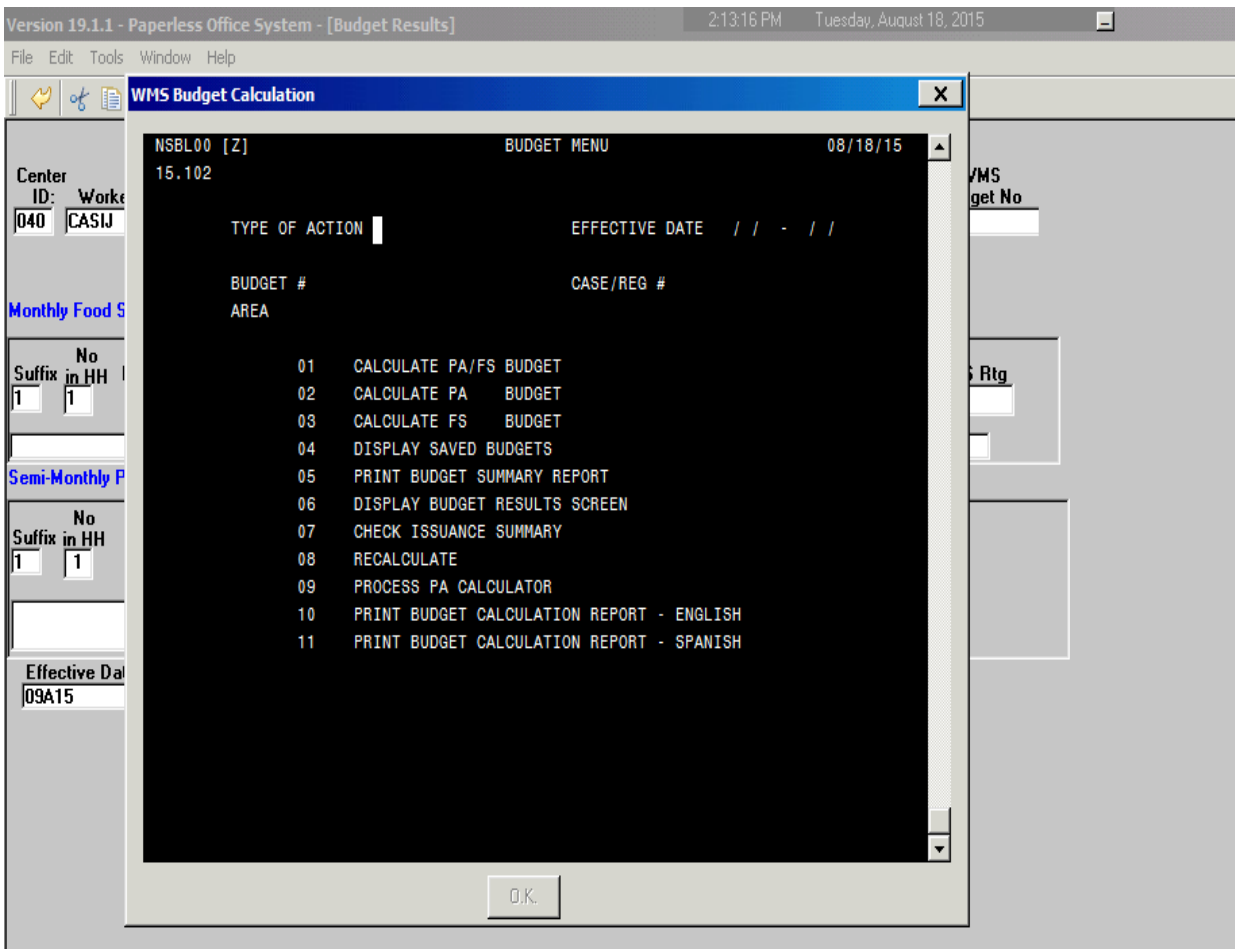 Version 19.1.1 - Paperless Office System - [Budget Results] 2:13:16 PM Tuesday, August 18, 2015
File Edit Tools Window Help
WMS Budget Calculation
NSBL00 [Z] BUDGET MENU 08/18/15
15.102
TYPE OF ACTION EFFECTIVE DATE / / - / /
BUDGET # CASE/REG #
AREA
01 CALCULATE PA/FS BUDGET
02 CALCULATE PA BUDGET
03 CALCULATE FS BUDGET
04 DISPLAY SAVED BUDGETS
05 PRINT BUDGET SUMMARY REPORT
06 DISPLAY BUDGET RESULTS SCREEN
07 CHECK ISSUANCE SUMMARY
08 RECALCULATE
09 PROCESS PA CALCULATOR
10 PRINT BUDGET CALCULATION REPORT - ENGLISH
11 PRINT BUDGET CALCULATION REPORT - SPANISH
O.K.
Center
ID: Worke
040 CASIJ
get No
Monthly Food S
No
Suffix in HH
1 1
Rtg
Semi-Monthly P
No
Suffix in HH
1 1
Effective Da
09A15